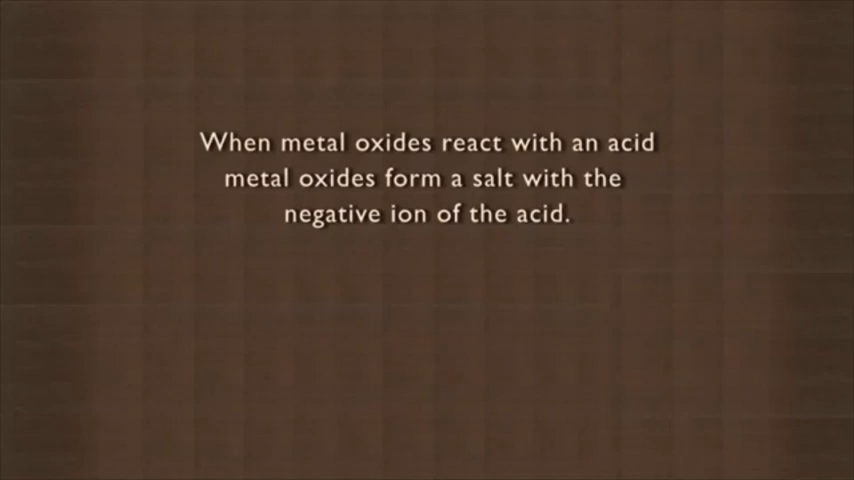 When metal oxides react with an acid
metal oxides form a salt with the
negative ion of the acid.